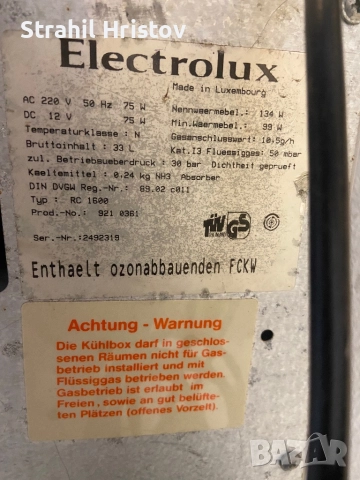 Strahil Hristov
Electrolux
Made in Luxembourg
AC 220 V 50 Hz 75 W
DC 12 V 75 W
Temperaturklasse : N
Bruttoinhalt : 33 L
zul. Betriebsueberdruck : 30 bar Dichtheit geprueft
Kaeltemittel : 0.24 kg NH3 Absorber
DIN DVGW Reg.-Nr.: 89.02 c011
Typ : RC 1600
Prod.-No.: 921 0361
Ser.-Nr.:2492319
Nennwaermebel.: 134 W
Min.waermebel.: 99 W
Gasanschlusswert: 10.5g/h
Kat.I3 Fluessiggas: 50 mbar
TÜV
GS
Enthaelt ozonabbauenden FCKW
Achtung - Warnung
Die Kühlbox darf in geschlos-
senen Räumen nicht für Gas-
betrieb installiert und mit
Flüssiggas betrieben werden.
Gasbetrieb ist erlaubt im
Freien, sowie an gut belüfte-
ten Plätzen (offenes Vorzelt).
BAZAR